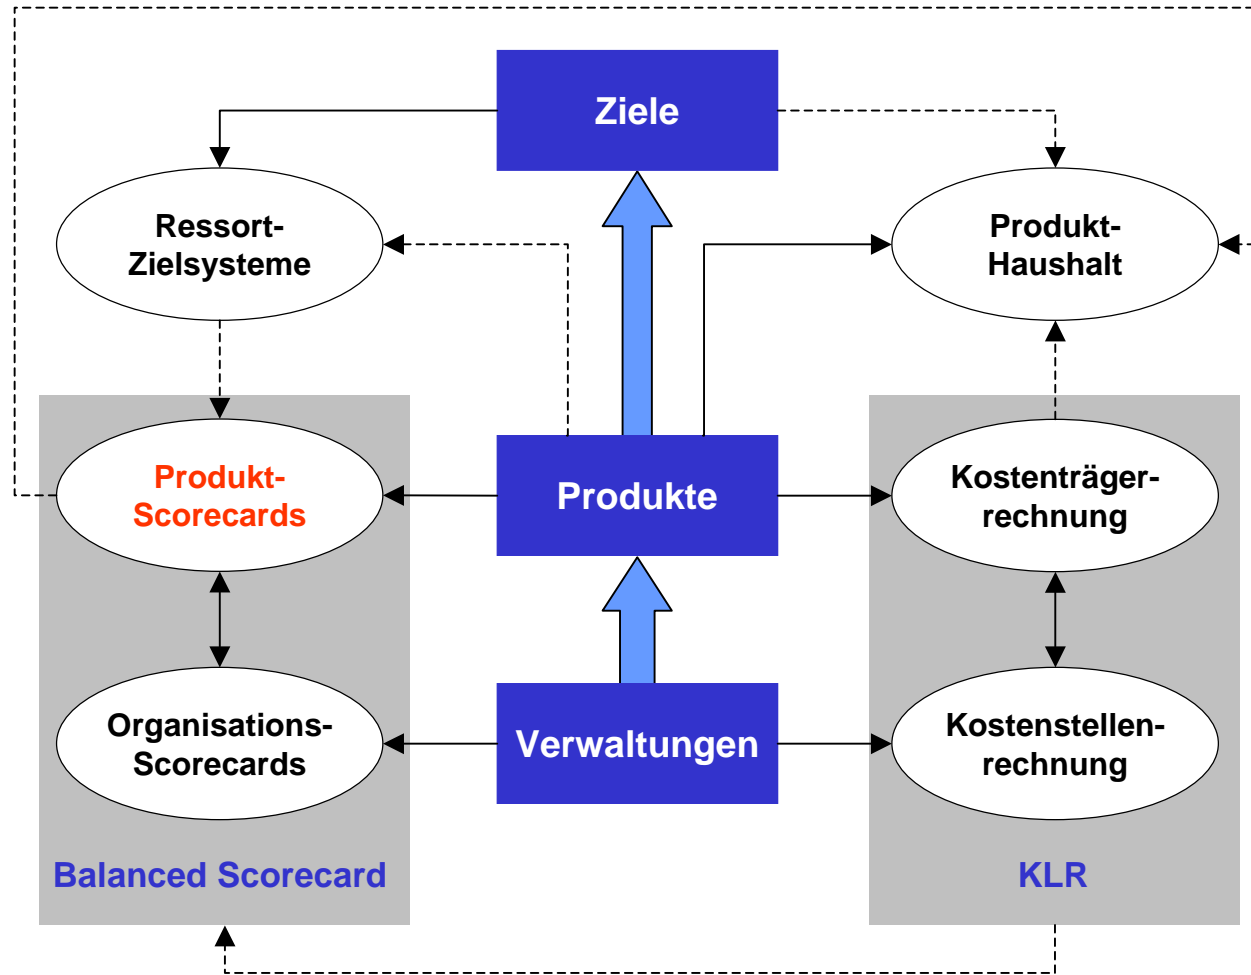 Ziele
Ressort-
Zielsysteme
Produkt-
Haushalt
Produkt-
Scorecards
Produkte
Kostenträger-
rechnung
Organisations-
Scorecards
Verwaltungen
Kostenstellen-
rechnung
Balanced Scorecard
KLR